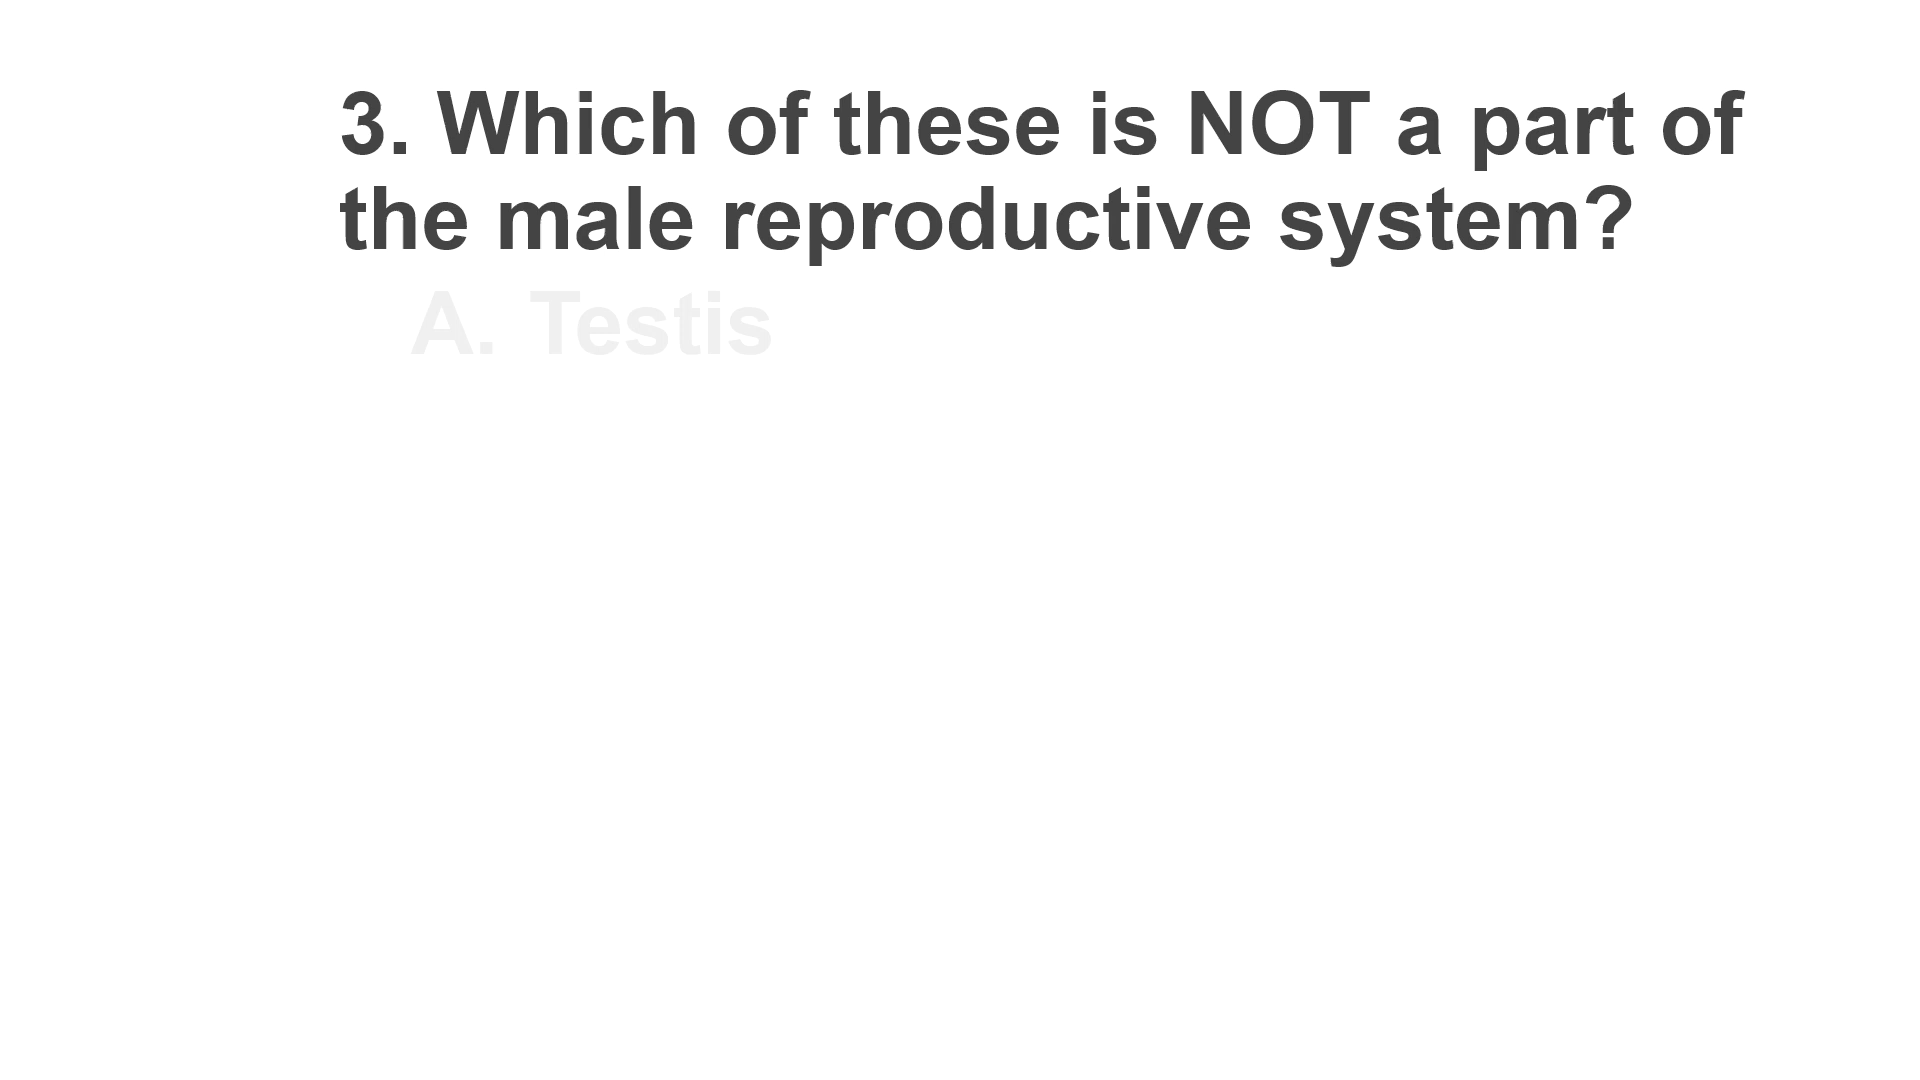 3. Which of these is NOT a part of
the male reproductive system?
A. Testis